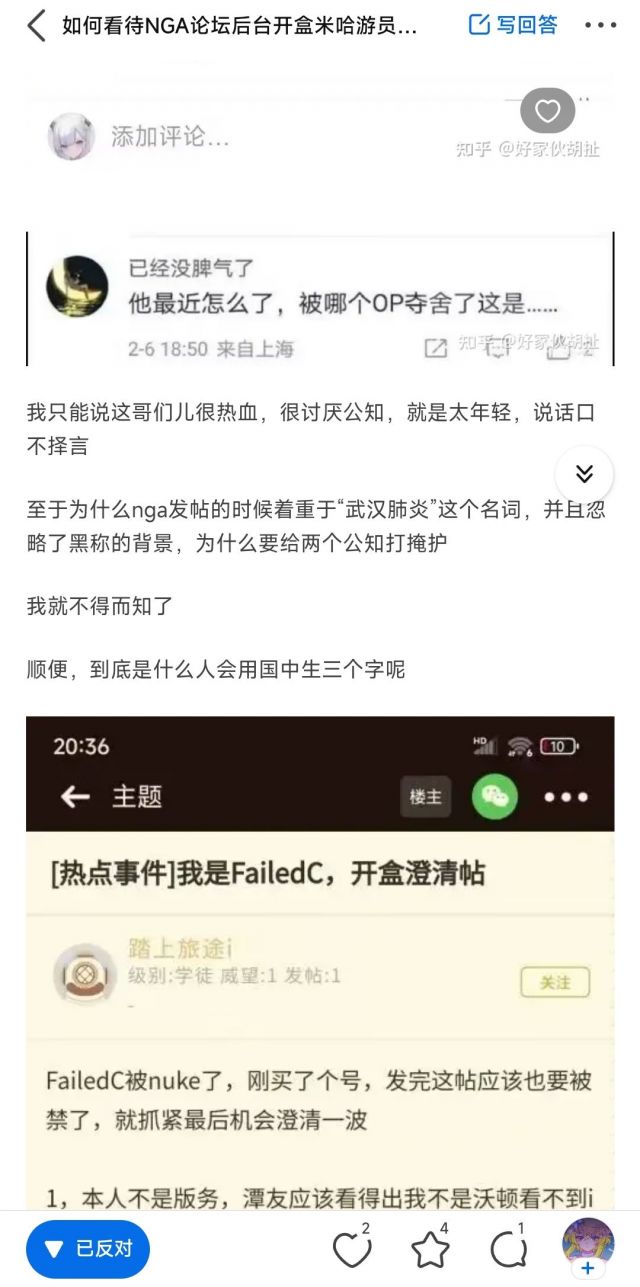 如何看待NGA论坛后台开盒米哈游员...
写回答
添加评论...
知乎 @好家伙胡扯
已经没脾气了
他最近怎么了，被哪个OP夺舍了这是……
2-6 18:50 来自上海
知乎 @好家伙胡扯
我只能说这哥们儿很热血，很讨厌公知，就是太年轻，说话口
不择言
至于为什么nga发帖的时候着重于“武汉肺炎”这个名词，并且忽
略了黑称的背景，为什么要给两个公知打掩护
我就不得而知了
顺便，到底是什么人会用国中生三个字呢
20:36
HD
6
10
主题
楼主
[热点事件]我是FailedC，开盒澄清帖
踏上旅途i
级别:学徒 威望:1 发帖:1
关注
FailedC被nuke了，刚买了个号，发完这帖应该也要被
禁了，就抓紧最后机会澄清一波
1，本人不是版务，潭友应该看得出我不是沃顿看不到i
已反对
2
4
1